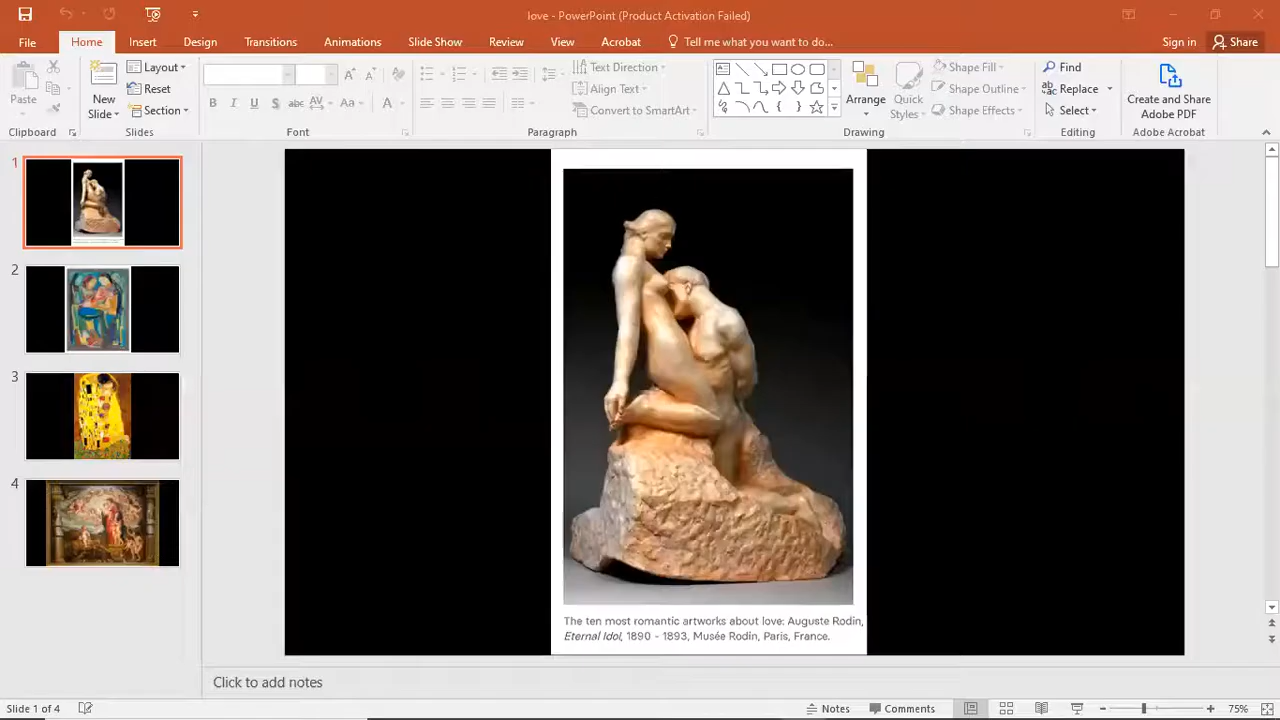 love - PowerPoint (Product Activation Failed)
File Home Insert Design Transitions Animations Slide Show Review View Acrobat Tell me what you want to do... Sign in Share
Paste
Clipboard
New Slide
Layout
Reset
Section
Slides
B I U S abc AV Aa A
Font
Text Direction
Align Text
Convert to SmartArt
Paragraph
Arrange
Quick Styles
Shape Fill
Shape Outline
Shape Effects
Drawing
Find
Replace
Select
Editing
Create and Share Adobe PDF
Adobe Acrobat
1
2
3
4
The ten most romantic artworks about love: Auguste Rodin,
Eternal Idol, 1890 - 1893, Musée Rodin, Paris, France.
Click to add notes
Slide 1 of 4 Notes Comments 75%